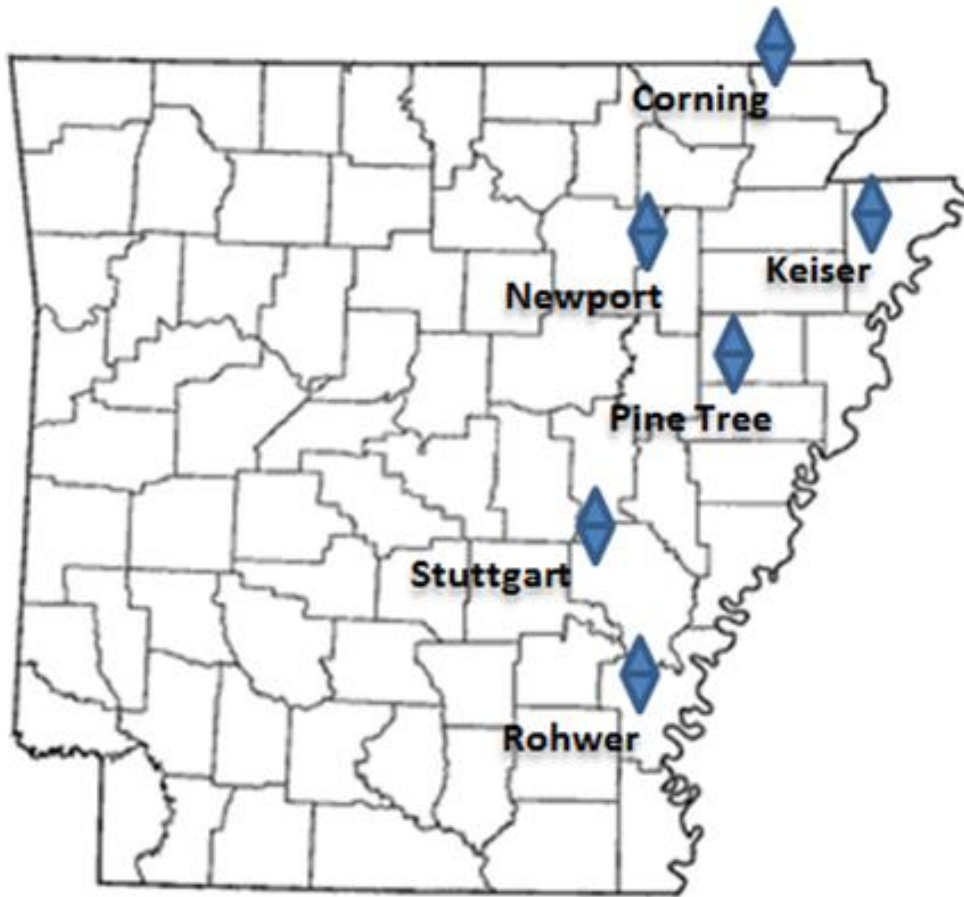 Corning
Keiser
Newport
Pine Tree
Stuttgart
Rohwer